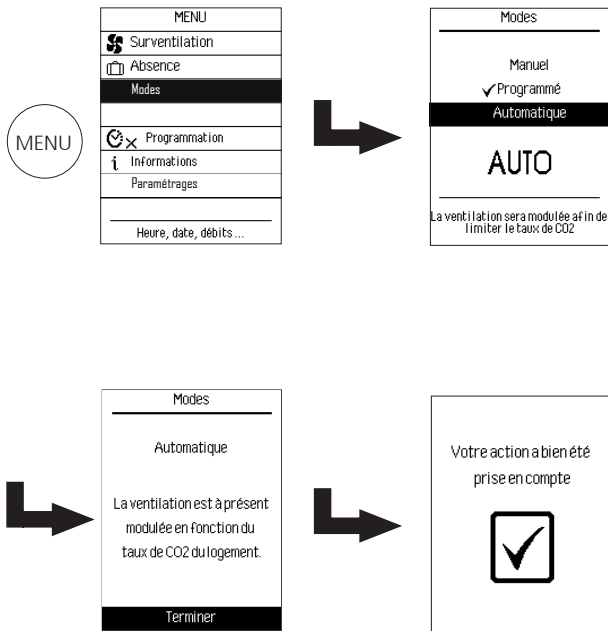 MENU
MENU
Surventilation
Absence
Modes
Programmation
Informations
Paramétrages
Heure, date, débits ...
Modes
Manuel
Programmé
Automatique
AUTO
La ventilation sera modulée afin de
limiter le taux de CO2
Modes
Automatique
La ventilation est à présent
modulée en fonction du
taux de CO2 du logement.
Terminer
Votre action a bien été
prise en compte